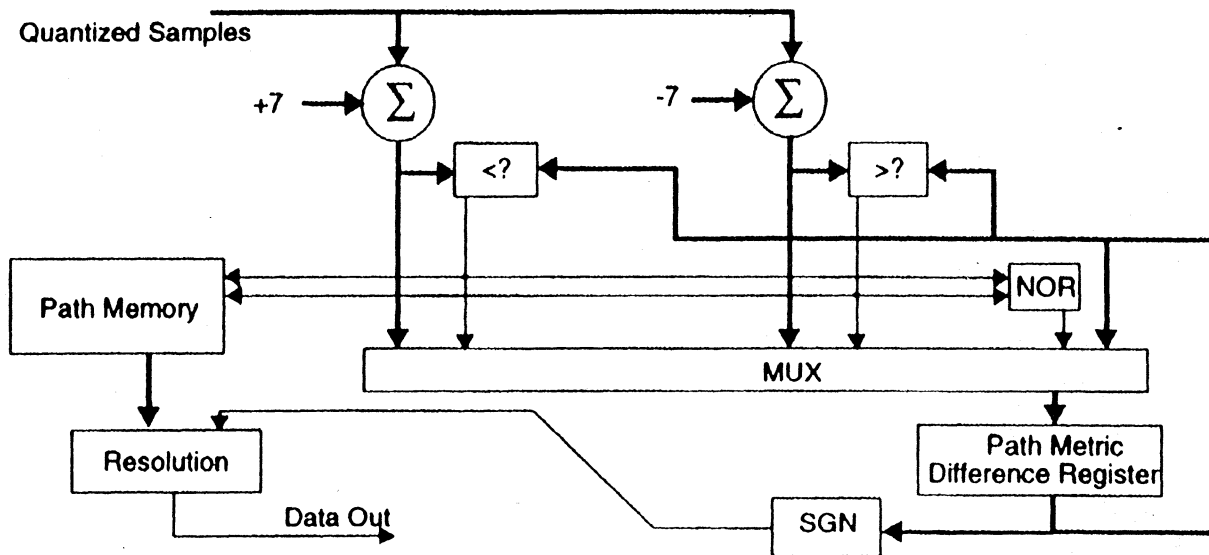 Quantized Samples
+7
Σ
-7
Σ
<?
>?
Path Memory
NOR
MUX
Resolution
Path Metric
Difference Register
Data Out
SGN